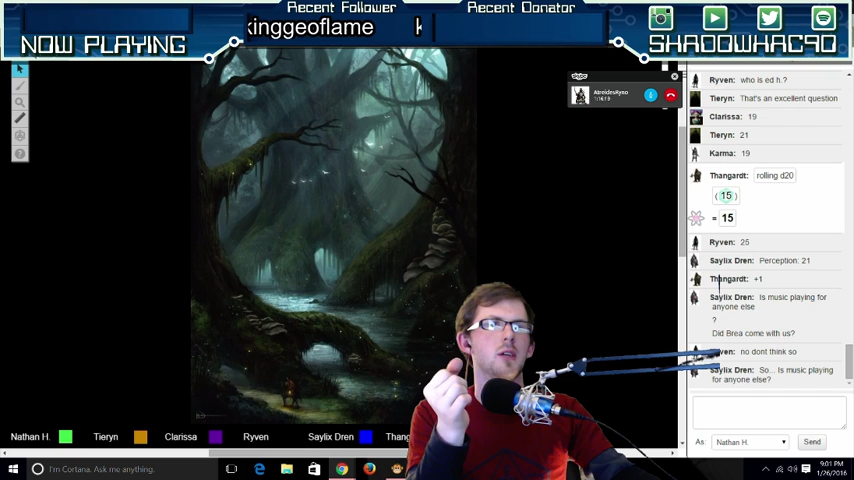 Recent Follower
Recent Donator
kinggeoflame
k
NOW PLAYING
SHADOWHAC90
skype
AtreidesRyno
Ryven: who is ed h.?
Tieryn: That's an excellent question
Clarissa: 19
Tieryn: 21
Karma: 19
Thangardt: rolling d20
(15)
= 15
Ryven: 25
Saylix Dren: Perception: 21
Thangardt: +1
Saylix Dren: Is music playing for
anyone else
?
Did Brea come with us?
no dont think so
Saylix Dren: So... Is music playing
for anyone else?
Nathan H.
Tieryn
Clarissa
Ryven
Saylix Dren
Thang
As:
Nathan H.
Send
I'm Cortana. Ask me anything.
9:01 PM
1/26/2016